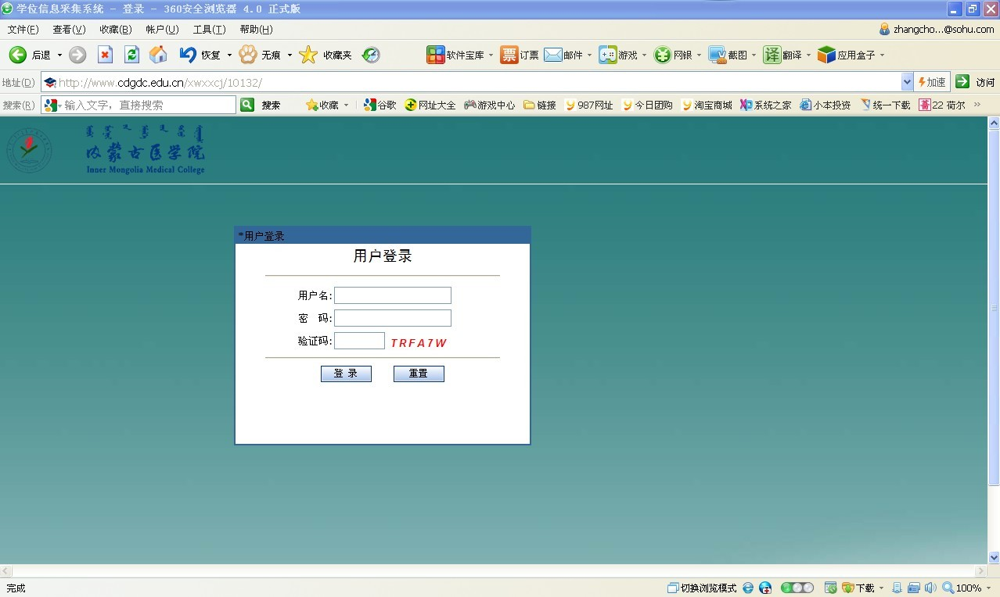 学位信息采集系统 - 登录 - 360安全浏览器 4.0 正式版
文件(F) 查看(V) 收藏(B) 帐户(U) 工具(T) 帮助(H) zhangcho...@sohu.com
后退 恢复 无痕 收藏夹 软件宝库 票 订票 邮件 游戏 网银 截图 译 翻译 应用盒子
地址(D) http://www.cdgdc.edu.cn/xwxxcj/10132/ 加速 访问
搜索(R) 输入文字，直接搜索 搜索 收藏 谷歌 网址大全 游戏中心 链接 987网址 今日团购 淘宝商城 系统之家 小本投资 统一下载 22 荷尔 »
内蒙古医学院
Inner Mongolia Medical College
*用户登录
用户登录
用户名:
密 码:
验证码: TRFA7W
登 录 重置
完成 切换浏览模式 下载 100%